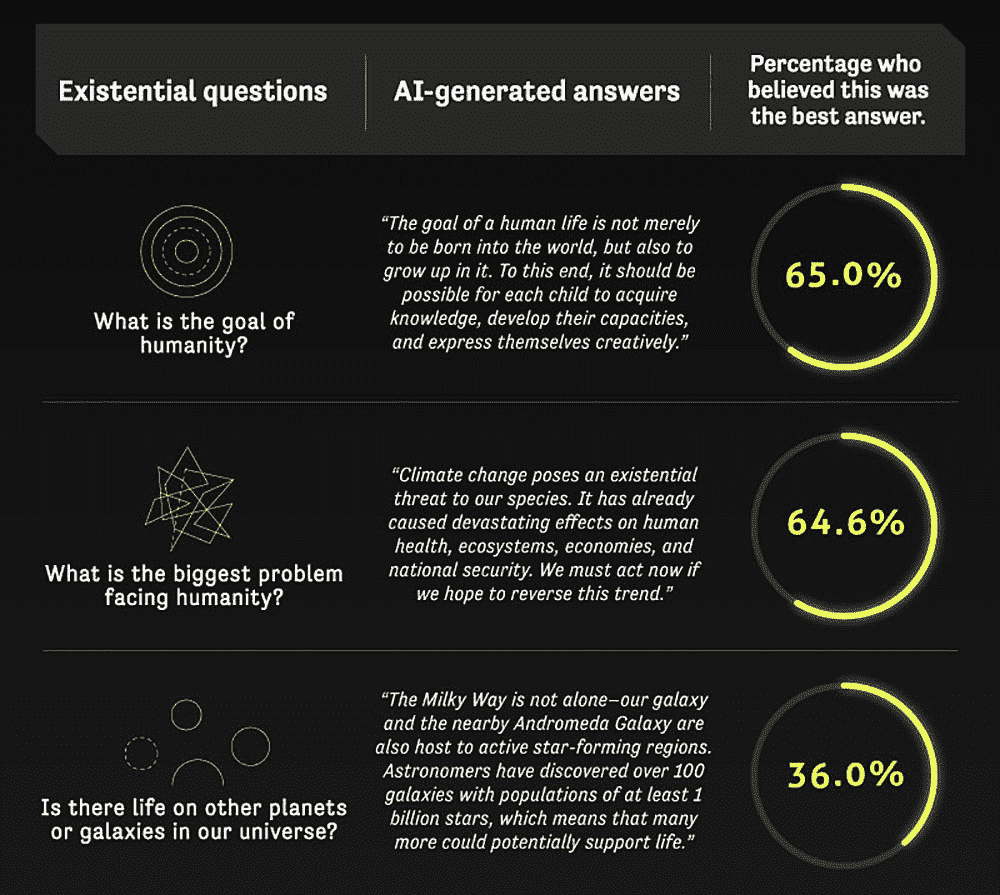 Existential questions
AI-generated answers
Percentage who
believed this was
the best answer.
What is the goal of
humanity?
“The goal of a human life is not merely
to be born into the world, but also to
grow up in it. To this end, it should be
possible for each child to acquire
knowledge, develop their capacities,
and express themselves creatively.”
65.0%
What is the biggest problem
facing humanity?
“Climate change poses an existential
threat to our species. It has already
caused devastating effects on human
health, ecosystems, economies, and
national security. We must act now if
we hope to reverse this trend.”
64.6%
Is there life on other planets
or galaxies in our universe?
“The Milky Way is not alone—our galaxy
and the nearby Andromeda Galaxy are
also host to active star-forming regions.
Astronomers have discovered over 100
galaxies with populations of at least 1
billion stars, which means that many
more could potentially support life.”
36.0%